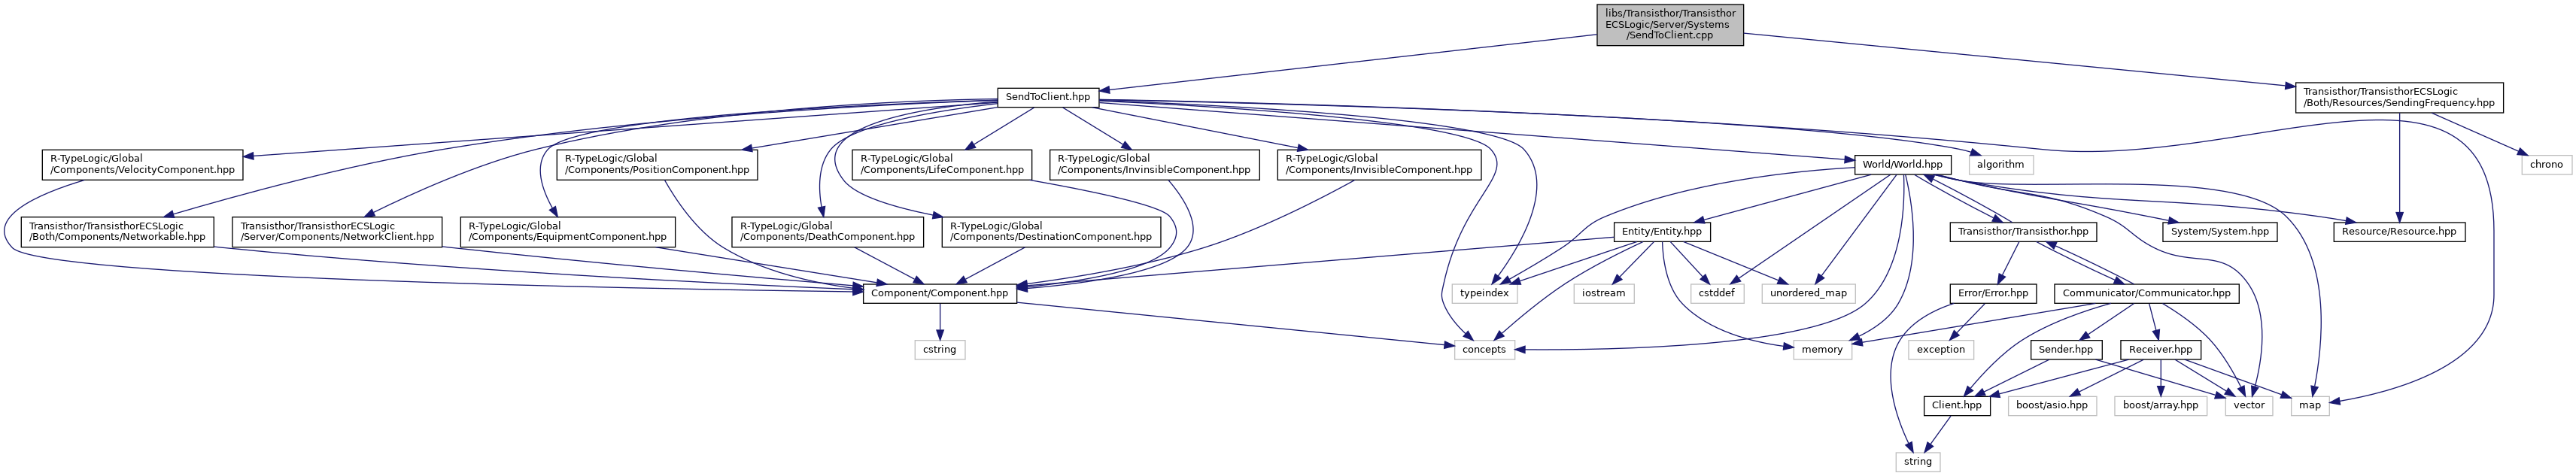 libs/Transisthor/Transisthor
ECSLogic/Server/Systems
/SendToClient.cpp
SendToClient.hpp
Transisthor/TransisthorECSLogic
/Both/Resources/SendingFrequency.hpp
R-TypeLogic/Global
/Components/VelocityComponent.hpp
R-TypeLogic/Global
/Components/PositionComponent.hpp
R-TypeLogic/Global
/Components/LifeComponent.hpp
R-TypeLogic/Global
/Components/InvinsibleComponent.hpp
R-TypeLogic/Global
/Components/InvisibleComponent.hpp
World/World.hpp
algorithm
chrono
Transisthor/TransisthorECSLogic
/Both/Components/Networkable.hpp
Transisthor/TransisthorECSLogic
/Server/Components/NetworkClient.hpp
R-TypeLogic/Global
/Components/EquipmentComponent.hpp
R-TypeLogic/Global
/Components/DeathComponent.hpp
R-TypeLogic/Global
/Components/DestinationComponent.hpp
Entity/Entity.hpp
Transisthor/Transisthor.hpp
System/System.hpp
Resource/Resource.hpp
Component/Component.hpp
typeindex
iostream
cstddef
unordered_map
Error/Error.hpp
Communicator/Communicator.hpp
cstring
concepts
memory
exception
Sender.hpp
Receiver.hpp
Client.hpp
boost/asio.hpp
boost/array.hpp
vector
map
string